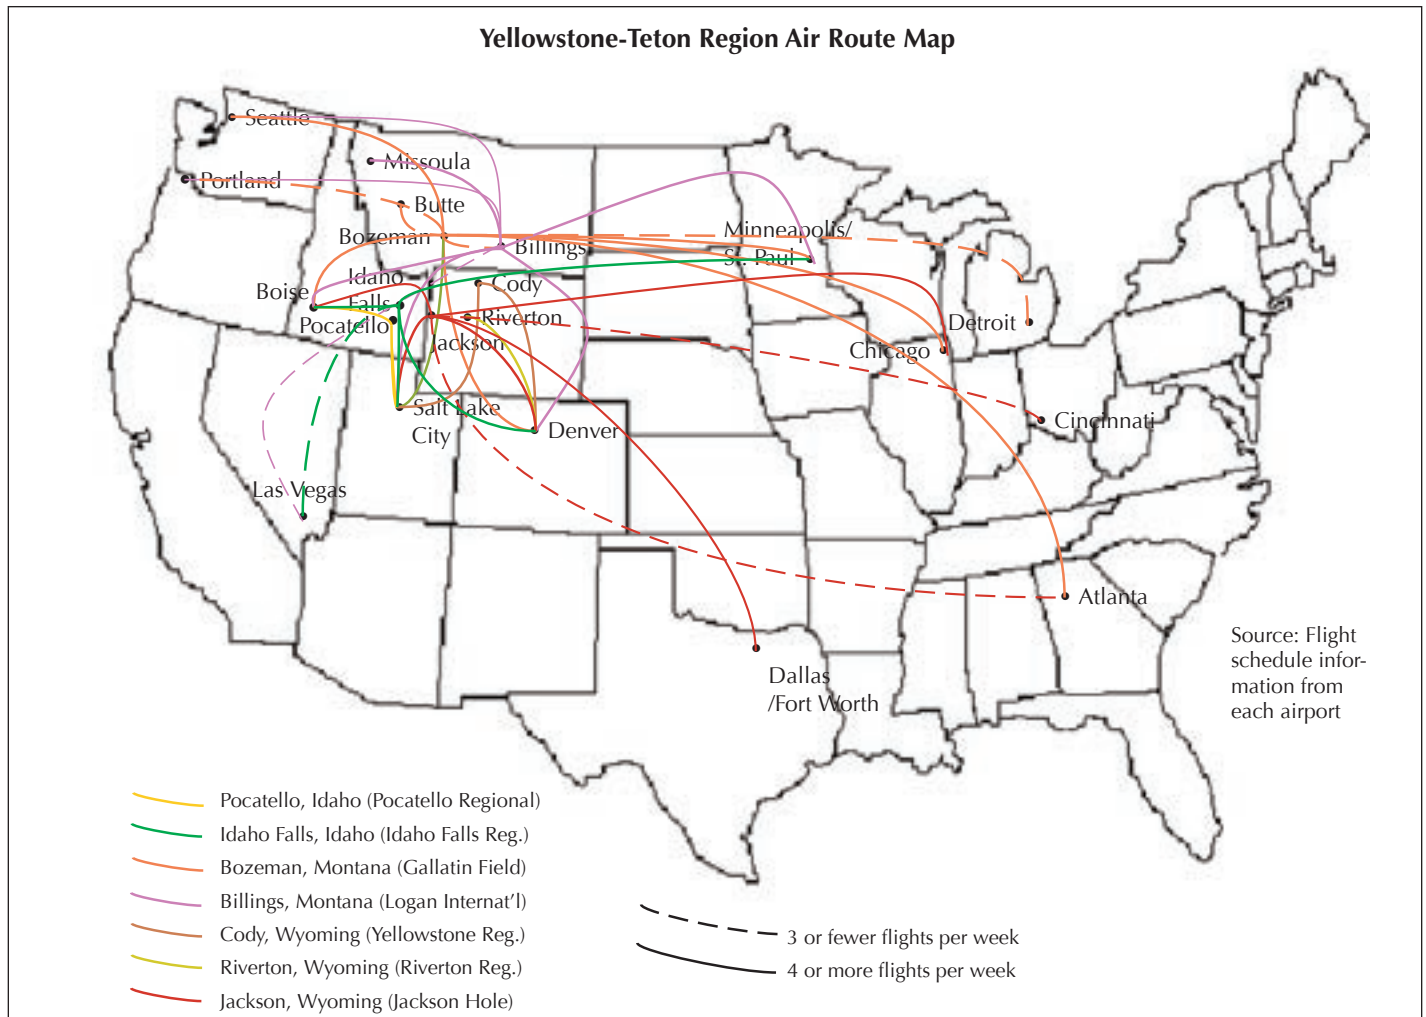 Yellowstone-Teton Region Air Route Map
Seattle
Missoula
Portland
Butte
Bozeman
Billings
Minneapolis/
St. Paul
Idaho
Falls
Cody
Boise
Pocatello
Riverton
Jackson
Detroit
Chicago
Salt Lake
City
Denver
Cincinnati
Las Vegas
Atlanta
Dallas
/Fort Worth
Source: Flight
schedule infor-
mation from
each airport
Pocatello, Idaho (Pocatello Regional)
Idaho Falls, Idaho (Idaho Falls Reg.)
Bozeman, Montana (Gallatin Field)
Billings, Montana (Logan Internat'l)
Cody, Wyoming (Yellowstone Reg.)
Riverton, Wyoming (Riverton Reg.)
Jackson, Wyoming (Jackson Hole)
3 or fewer flights per week
4 or more flights per week